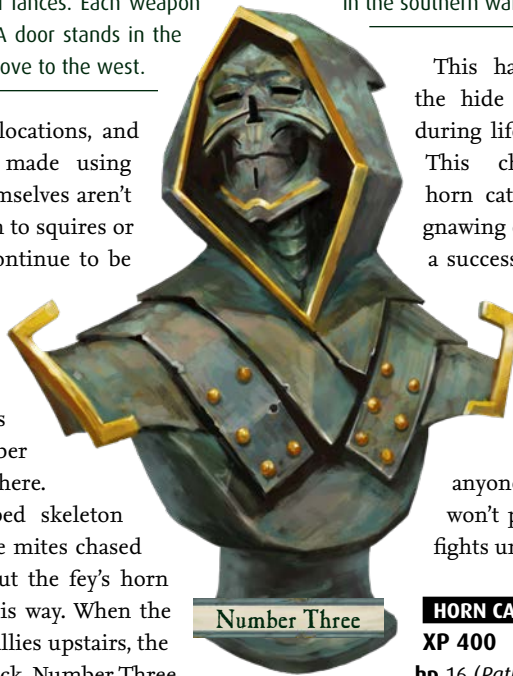 lances. Each weapon
A door stands in the
ove to the west.
locations, and
made using
mselves aren't
n to squires or
ontinue to be
s
ber
here.
ped skeleton
e mites chased
ut the fey's horn
is way. When the
llies upstairs, the
ck, Number Three
in the southern wa
This ha
the hide
during life
This ch
horn cat
gnawing
a success
anyon
won't p
fights un
HORN CA
XP 400
hp 16 (Pat
Number Three